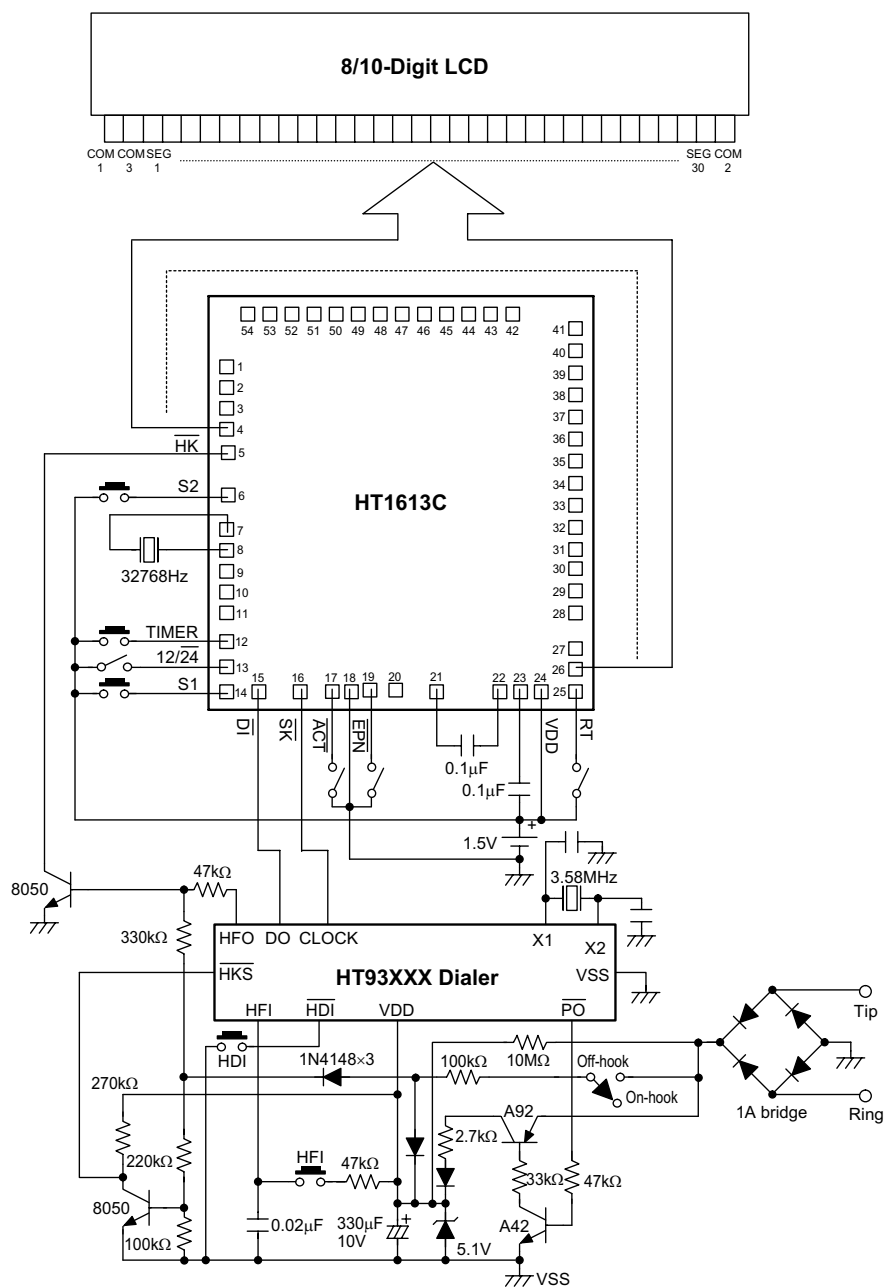 8/10-Digit LCD
COM COM SEG SEG COM
1 3 1 30 2
54 53 52 51 50 49 48 47 46 45 44 43 42
41
40
39
38
37
36
35
34
33
32
31
30
29
28
27
26
25
1
2
3
4
HK 5
S2 6
7
8
32768Hz
9
10
11
TIMER 12
12/24 13
S1 14
HT1613C
15 16 17 18 19 20 21 22 23 24
DI SK ACT EPN VDD RT
0.1µF
0.1µF
+
1.5V
3.58MHz
8050
47kΩ
330kΩ
HFO DO CLOCK X1 X2
HKS HT93XXX Dialer VSS
HFI HDI VDD PO
HDI
Tip
10MΩ
1N4148×3
100kΩ
Off-hook
On-hook
1A bridge
Ring
270kΩ
A92
2.7kΩ
220kΩ
HFI
47kΩ
33kΩ
47kΩ
8050
100kΩ
0.02µF
330µF
10V
+
5.1V
A42
VSS